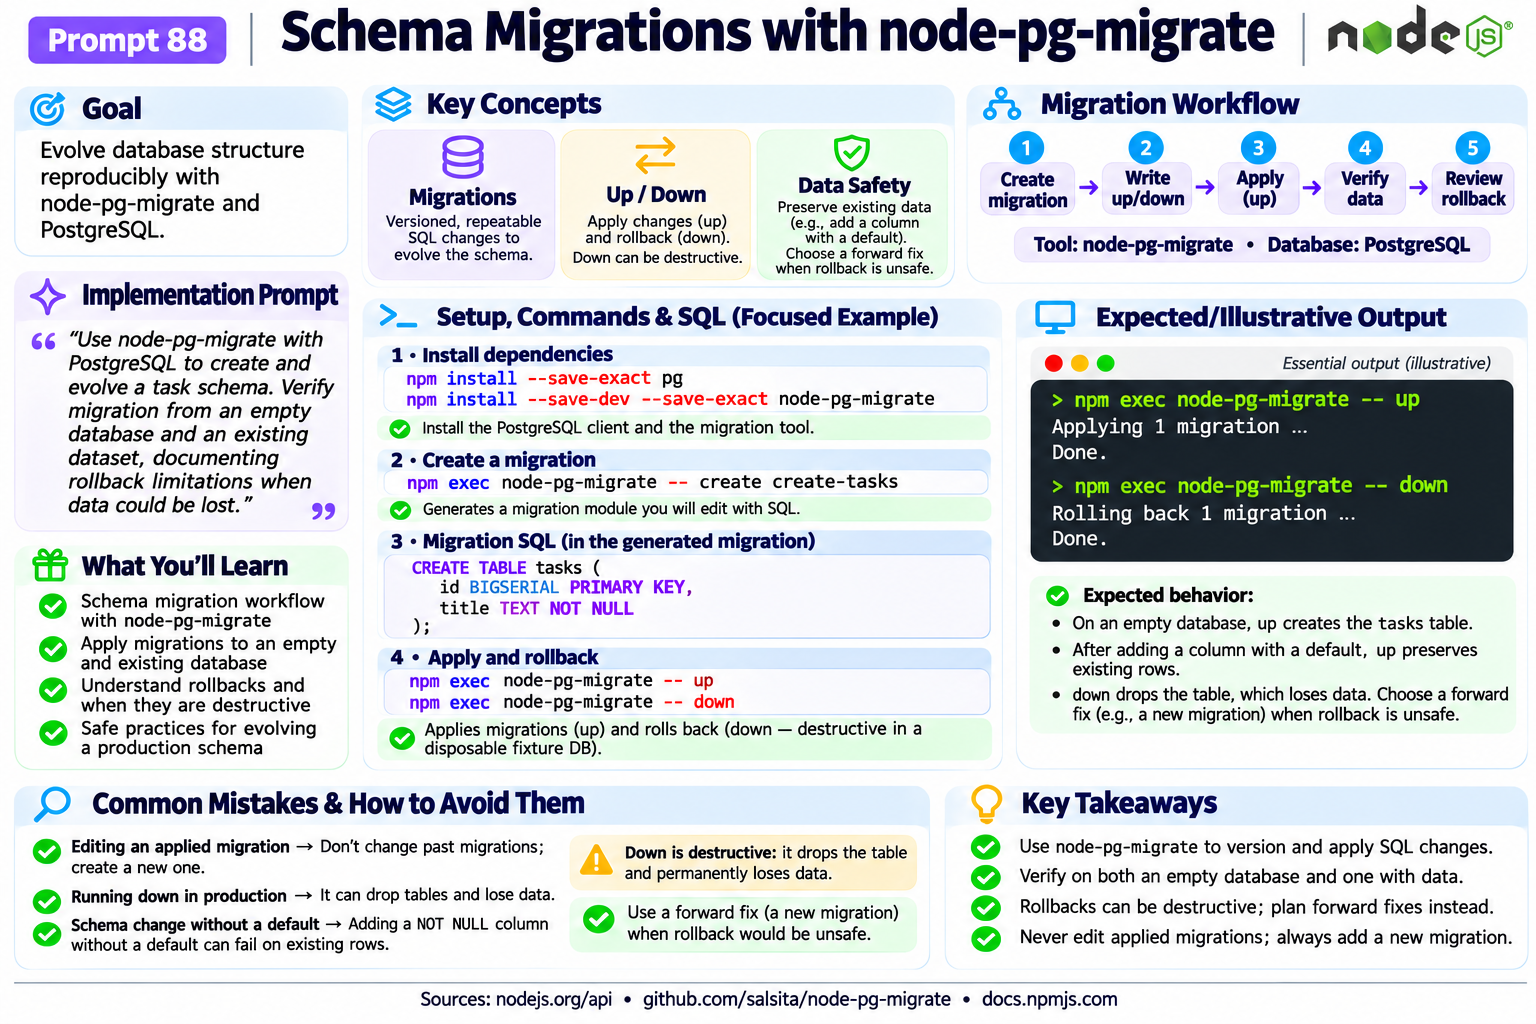 Prompt 88
Schema Migrations with node-pg-migrate
node
JS
®
Goal
Evolve database structure
reproducibly with
node-pg-migrate and
PostgreSQL.
Implementation Prompt
“
“Use node-pg-migrate with
PostgreSQL to create and
evolve a task schema. Verify
migration from an empty
database and an existing
dataset, documenting
rollback limitations when
data could be lost.”
”
What You’ll Learn
Schema migration workflow
with node-pg-migrate
Apply migrations to an empty
and existing database
Understand rollbacks and
when they are destructive
Safe practices for evolving
a production schema
Key Concepts
Migrations
Versioned, repeatable
SQL changes to
evolve the schema.
Up / Down
Apply changes (up)
and rollback (down).
Down can be destructive.
Data Safety
Preserve existing data
(e.g., add a column
with a default).
Choose a forward fix
when rollback is unsafe.
Migration Workflow
1
Create
migration
2
Write
up/down
3
Apply
(up)
4
Verify
data
5
Review
rollback
Tool: node-pg-migrate • Database: PostgreSQL
Setup, Commands & SQL (Focused Example)
1 • Install dependencies
npm install --save-exact pg
npm install --save-dev --save-exact node-pg-migrate
Install the PostgreSQL client and the migration tool.
2 • Create a migration
npm exec node-pg-migrate -- create create-tasks
Generates a migration module you will edit with SQL.
3 • Migration SQL (in the generated migration)
CREATE TABLE tasks (
id BIGSERIAL PRIMARY KEY,
title TEXT NOT NULL
);
4 • Apply and rollback
npm exec node-pg-migrate -- up
npm exec node-pg-migrate -- down
Applies migrations (up) and rolls back (down — destructive in a
disposable fixture DB).
Expected/Illustrative Output
Essential output (illustrative)
> npm exec node-pg-migrate -- up
Applying 1 migration ...
Done.
> npm exec node-pg-migrate -- down
Rolling back 1 migration ...
Done.
Expected behavior:
• On an empty database, up creates the tasks table.
• After adding a column with a default, up preserves
existing rows.
• down drops the table, which loses data. Choose a forward
fix (e.g., a new migration) when rollback is unsafe.
Common Mistakes & How to Avoid Them
Editing an applied migration → Don’t change past migrations;
create a new one.
Running down in production → It can drop tables and lose data.
Schema change without a default → Adding a NOT NULL column
without a default can fail on existing rows.
Down is destructive: it drops the table
and permanently loses data.
Use a forward fix (a new migration)
when rollback would be unsafe.
Key Takeaways
Use node-pg-migrate to version and apply SQL changes.
Verify on both an empty database and one with data.
Rollbacks can be destructive; plan forward fixes instead.
Never edit applied migrations; always add a new migration.
Sources: nodejs.org/api • github.com/salsita/node-pg-migrate • docs.npmjs.com